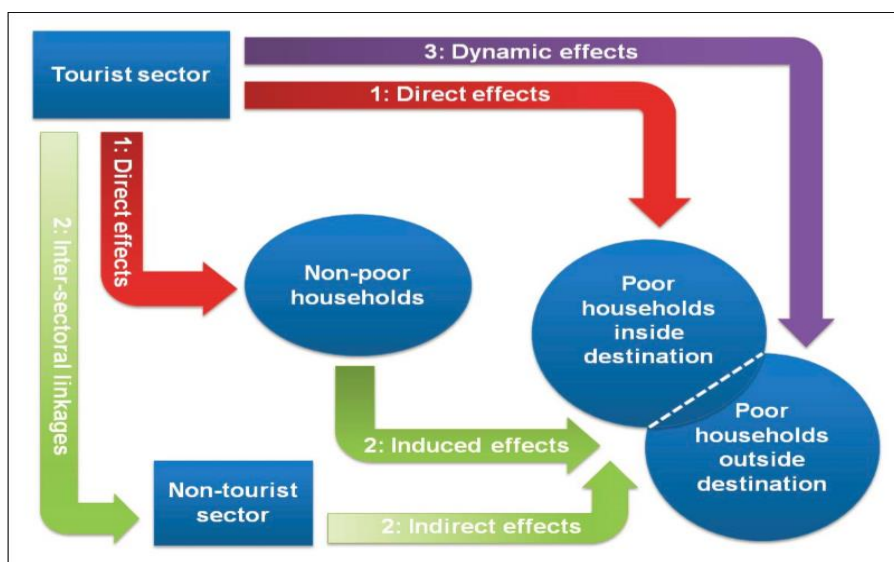 Tourist sector
3: Dynamic effects
1: Direct effects
1: Direct
effects
2: Inter-sectoral linkages
Non-poor
households
Poor
households
inside
destination
Poor
households
outside
destination
2: Induced effects
Non-tourist
sector
2: Indirect effects